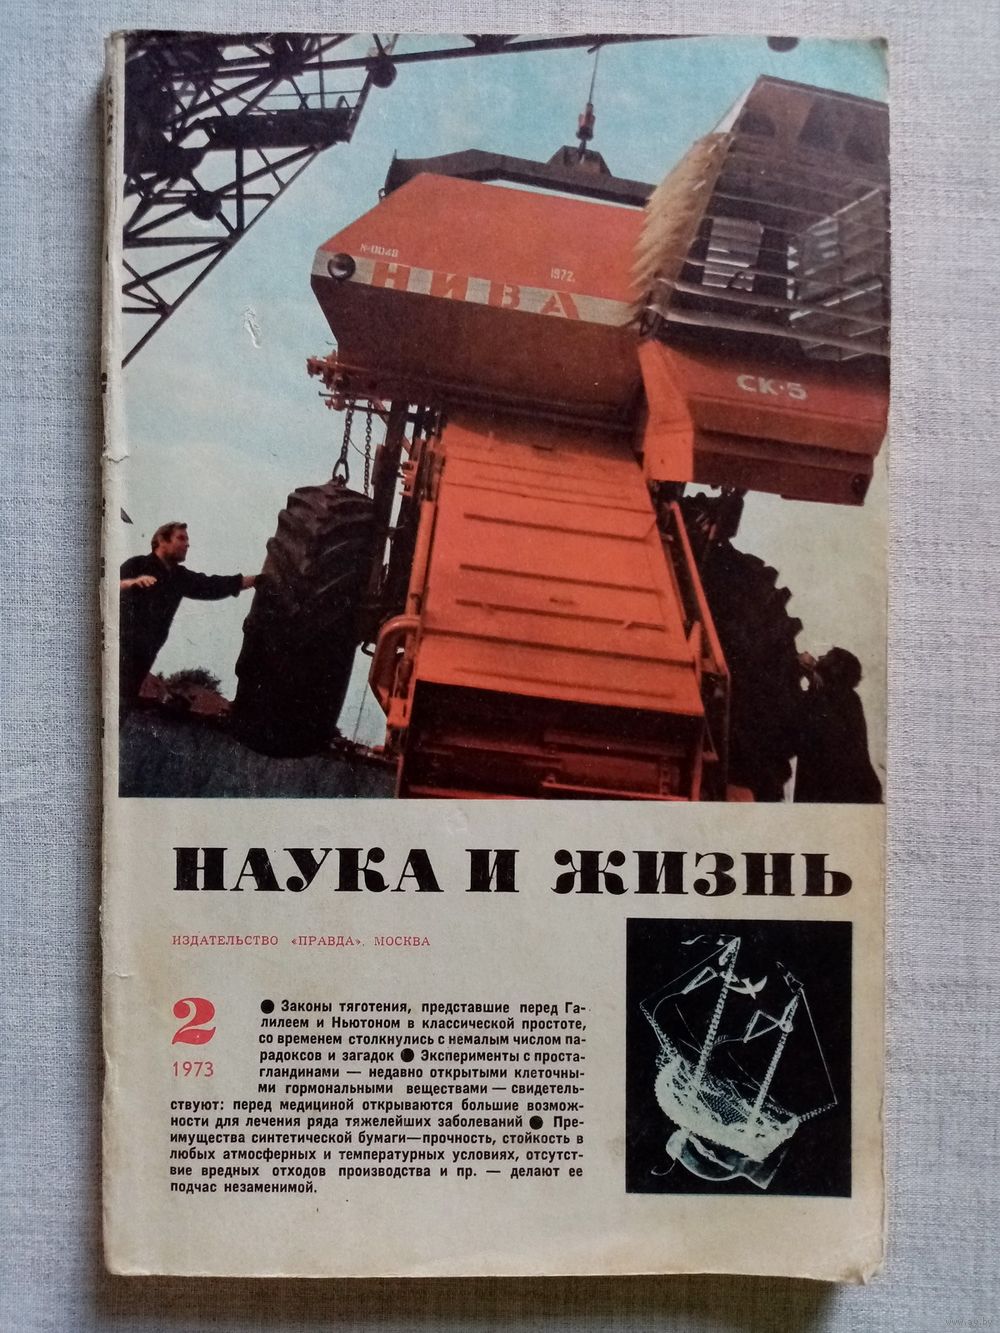 №0048
1972.
НИВА
СК-5
НАУКА И ЖИЗНЬ
ИЗДАТЕЛЬСТВО «ПРАВДА». МОСКВА
2
1973
● Законы тяготения, представшие перед Га-
лилеем и Ньютоном в классической простоте,
со временем столкнулись с немалым числом па-
радоксов и загадок ● Эксперименты с проста-
гландинами — недавно открытыми клеточны-
ми гормональными веществами — свидетель-
ствуют: перед медициной открываются большие возмож-
ности для лечения ряда тяжелейших заболеваний ● Пре-
имущества синтетической бумаги—прочность, стойкость в
любых атмосферных и температурных условиях, отсутст-
вие вредных отходов производства и пр. — делают ее
подчас незаменимой.
www.ay.by